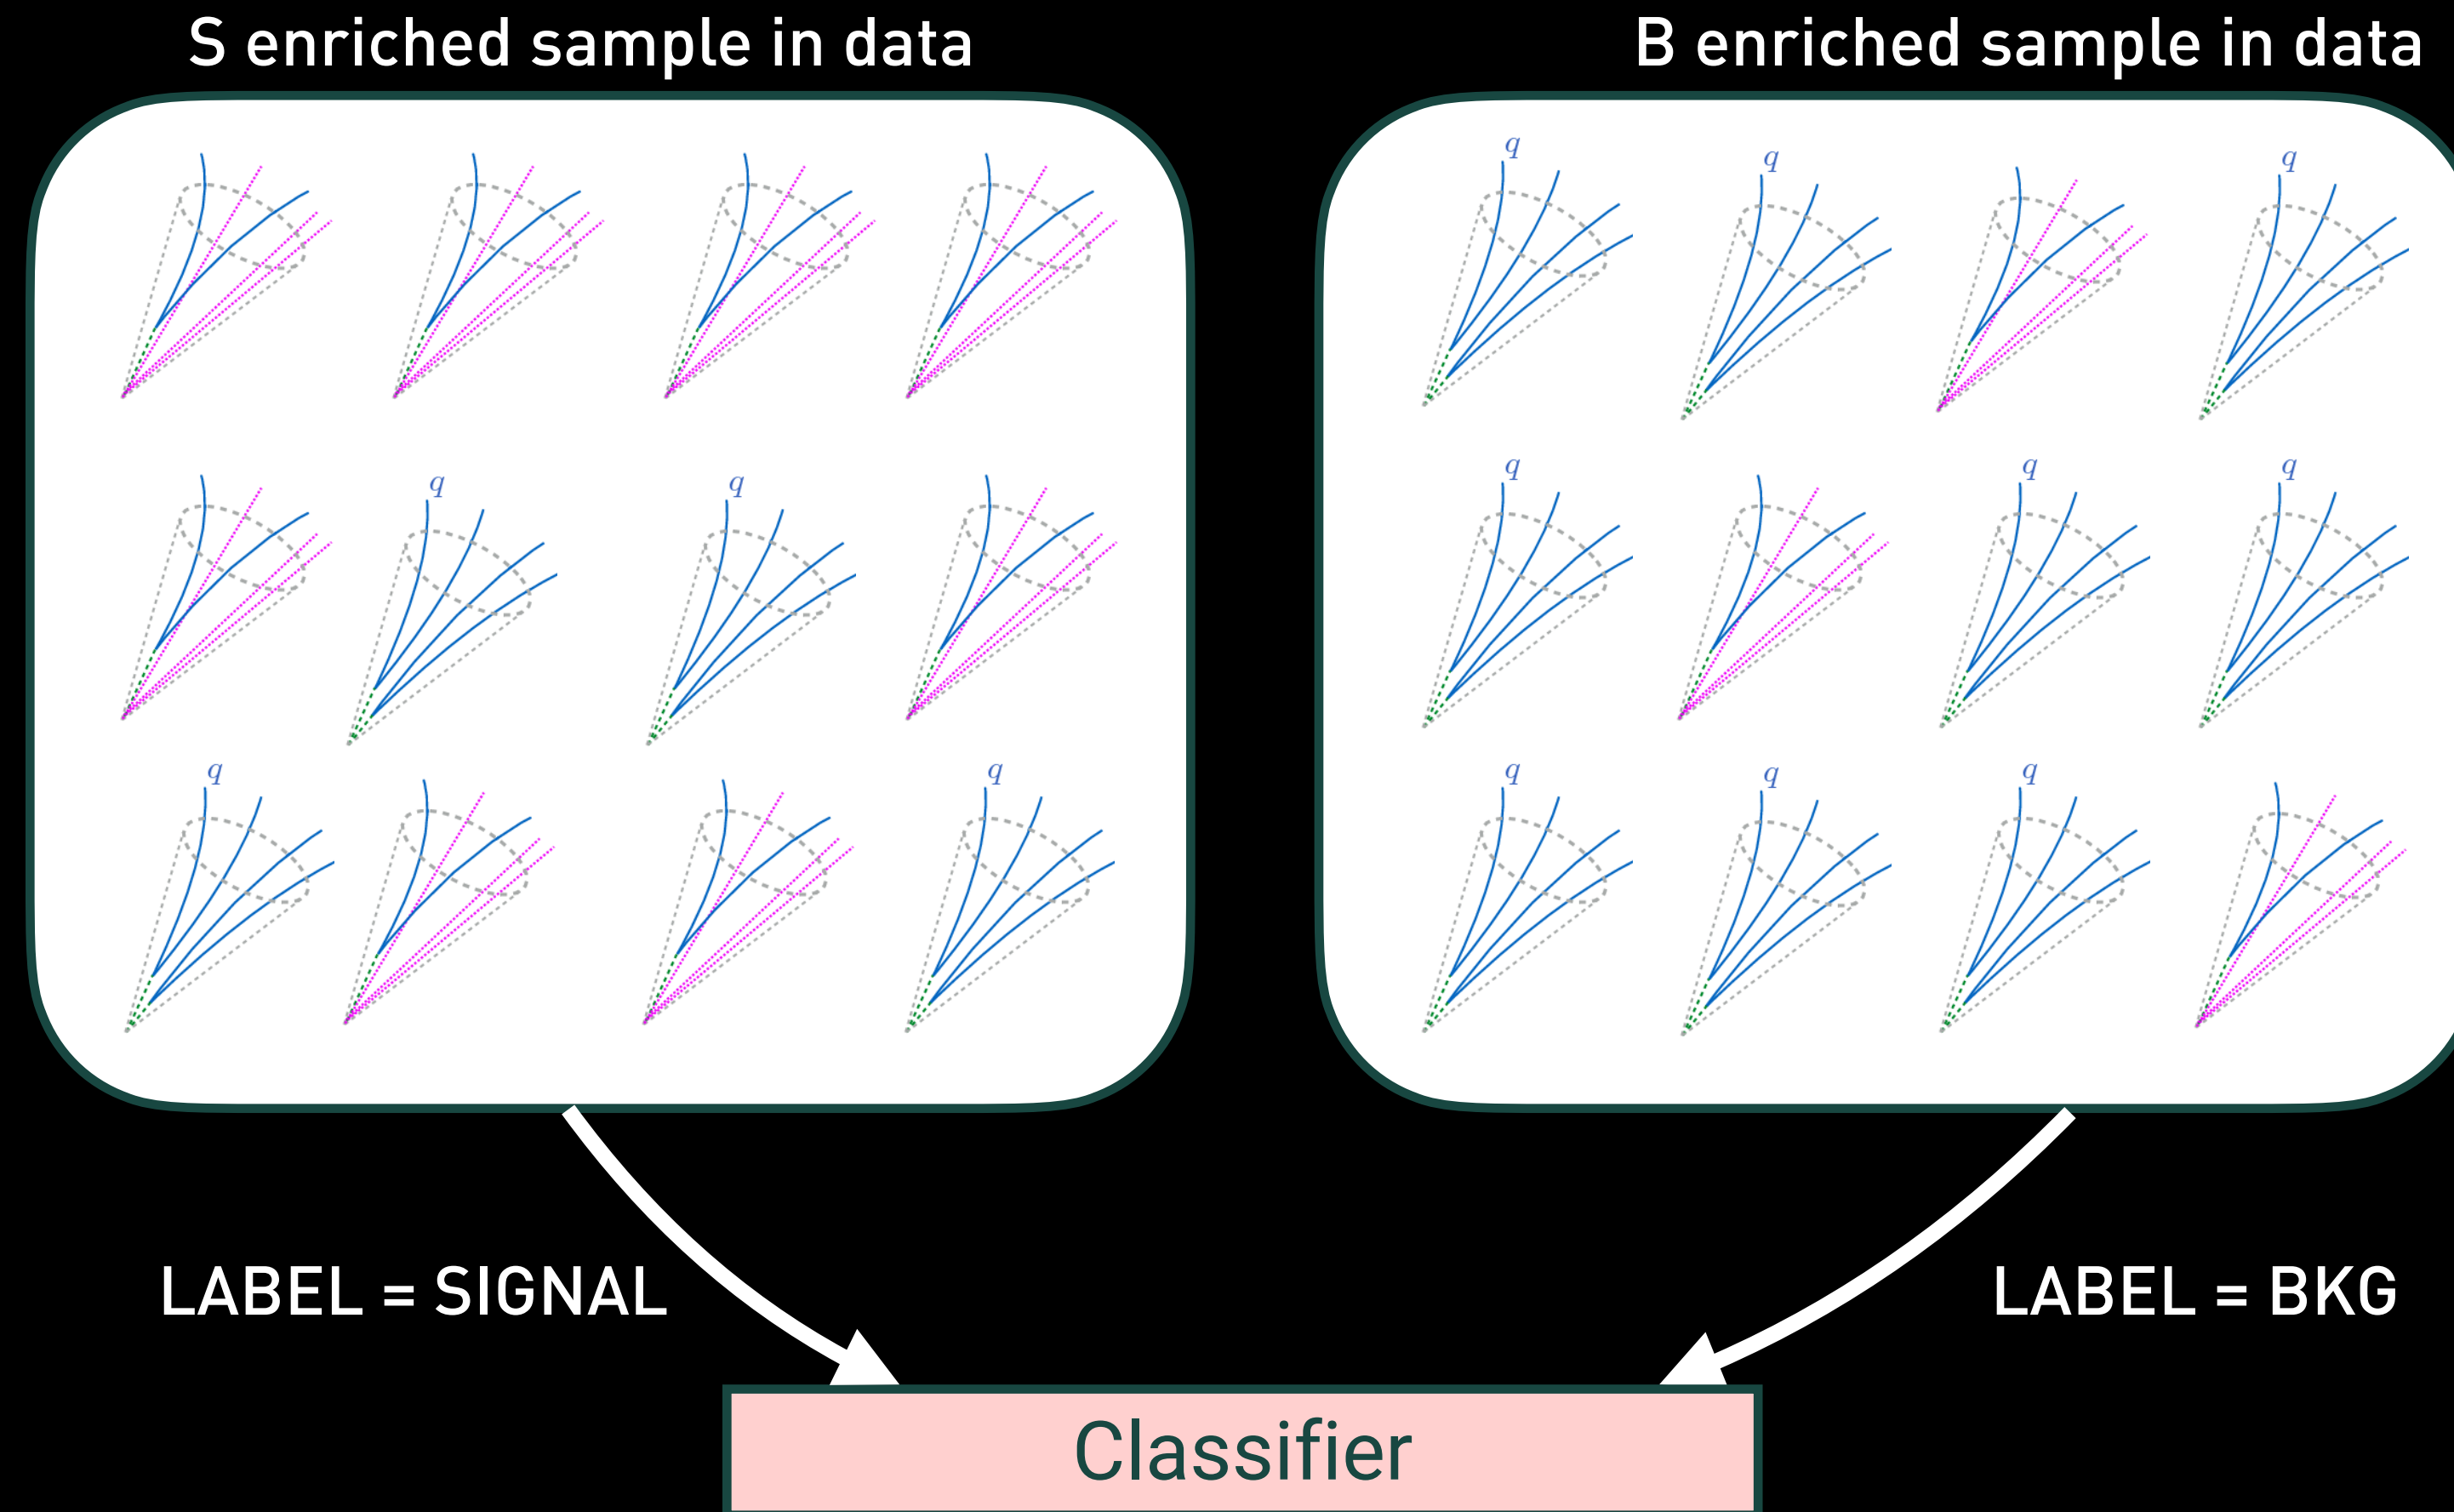 S enriched sample in data
B enriched sample in data
q
q
q
q
q
q
q
q
q
q
q
q
q
LABEL = SIGNAL
LABEL = BKG
Classifier